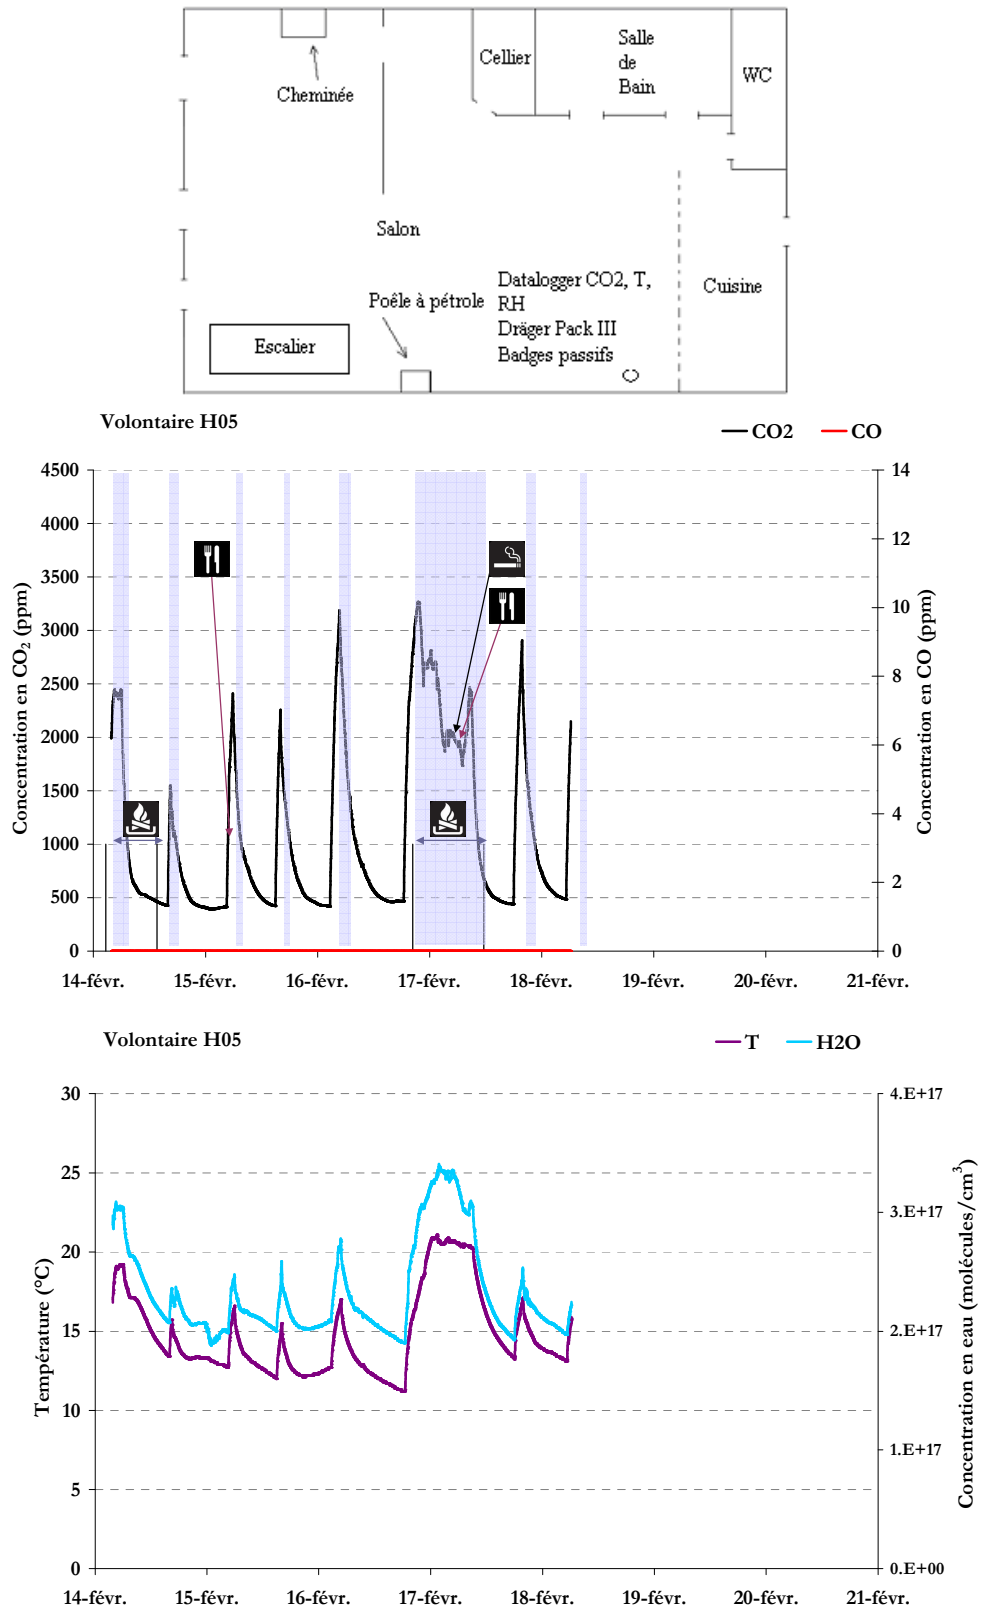 Cheminée
Cellier
Salle
de
Bain
WC
Salon
Poêle à pétrole
Datalogger CO2, T,
RH
Dräger Pack III
Badges passifs
Cuisine
Escalier
Volontaire H05
CO2 CO
Concentration en CO₂ (ppm)
4500
4000
3500
3000
2500
2000
1500
1000
500
0
14
12
10
8
6
4
2
0
Concentration en CO (ppm)
14-févr. 15-févr. 16-févr. 17-févr. 18-févr. 19-févr. 20-févr. 21-févr.
Volontaire H05
T H2O
Température (°C)
30
25
20
15
10
5
0
4.E+17
3.E+17
2.E+17
1.E+17
0.E+00
Concentration en eau (molécules/cm³)
14-févr. 15-févr. 16-févr. 17-févr. 18-févr. 19-févr. 20-févr. 21-févr.